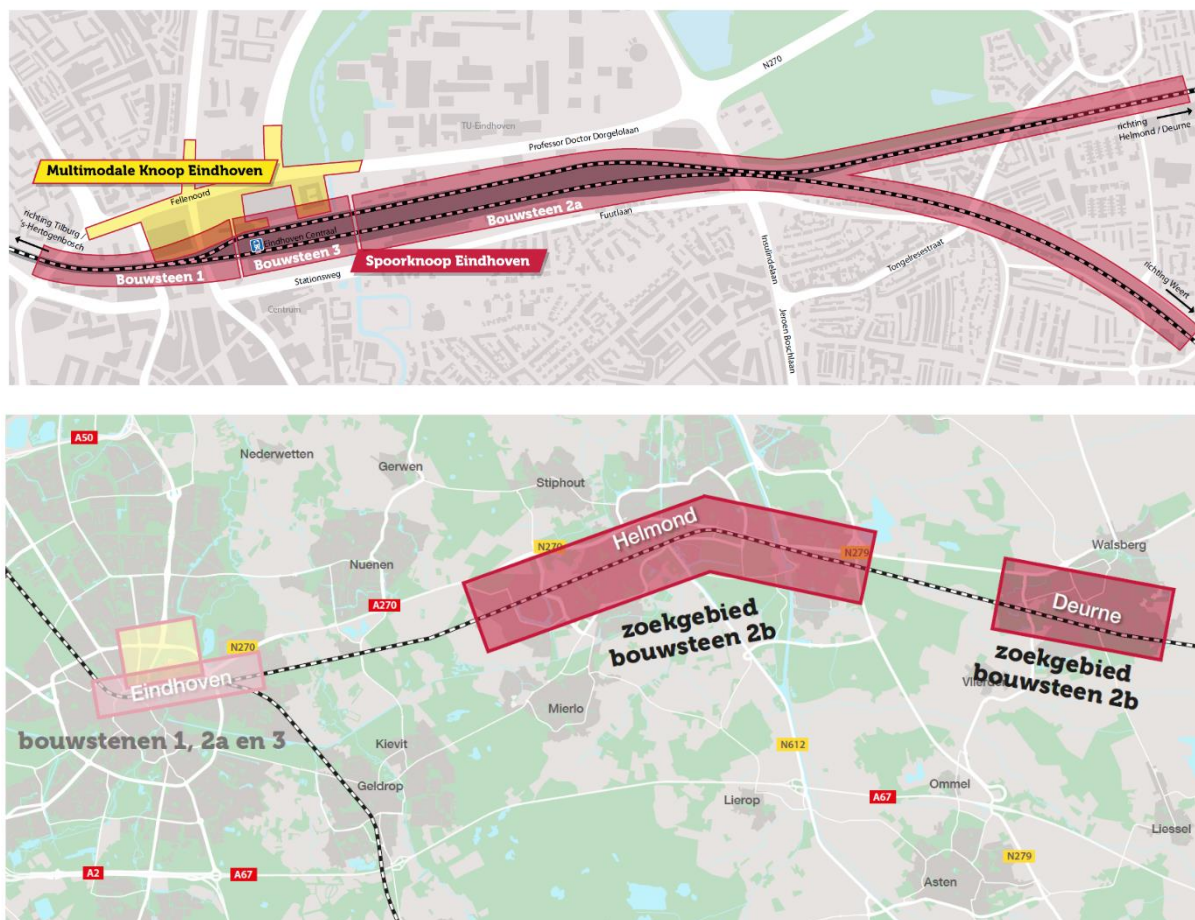 N270
TU-Eindhoven
Professor Doctor Dorgelolaan
richting
Helmond / Deurne
Multimodale Knoop Eindhoven
Fellenoord
richting Tilburg /
's-Hertogenbosch
Eindhoven Centraal
Bouwsteen 1
Bouwsteen 3
Bouwsteen 2a
Fuutlaan
Spoorknoop Eindhoven
Stationsweg
Centrum
Insulindelaan
Tongelresestraat
Jeroen Boschlaan
richting Weert
A50
Nederwetten
Gerwen
Stiphout
Helmond
N270
N279
Walsberg
Nuenen
A270
Deurne
zoekgebied
bouwsteen 2b
N270
Eindhoven
zoekgebied
bouwsteen 2b
Vlierden
Mierlo
bouwstenen 1, 2a en 3
Kievit
N612
Geldrop
Ommel
Lierop
A67
Liessel
N279
A2
A67
Asten